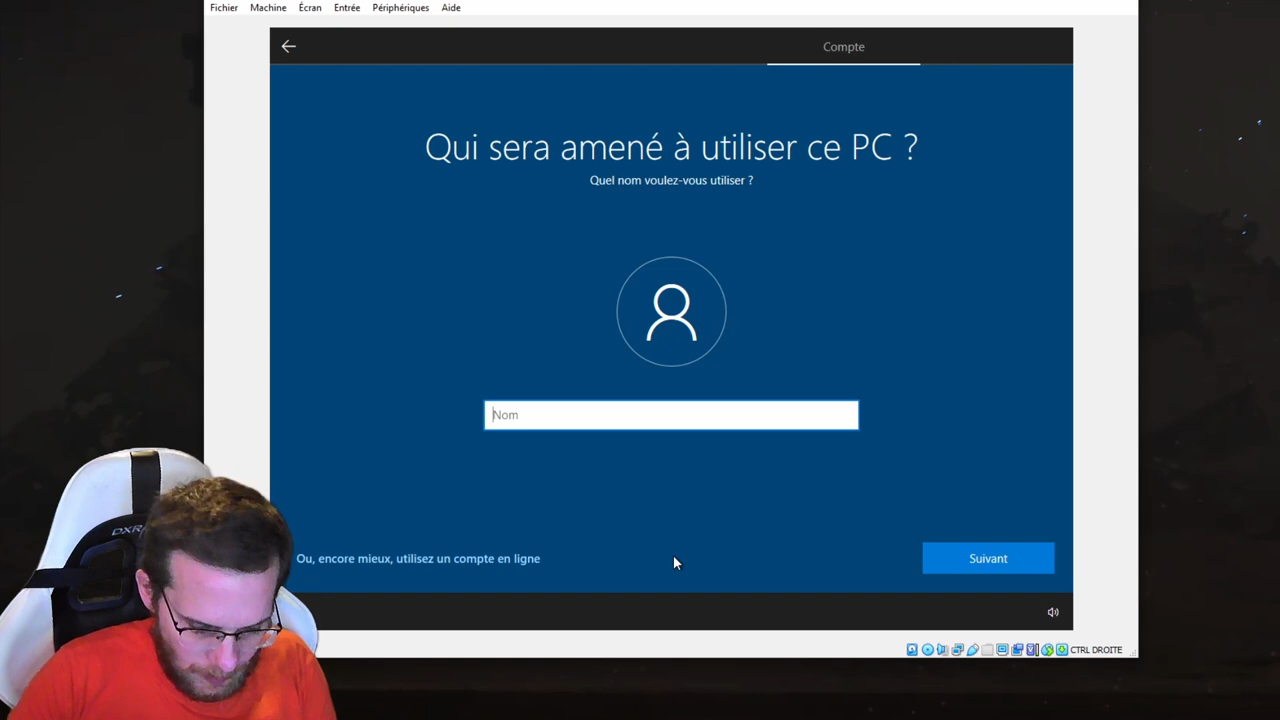 Fichier Machine Écran Entrée Périphériques Aide
Compte
Qui sera amené à utiliser ce PC ?
Quel nom voulez-vous utiliser ?
Nom
Ou, encore mieux, utilisez un compte en ligne
Suivant
CTRL DROITE